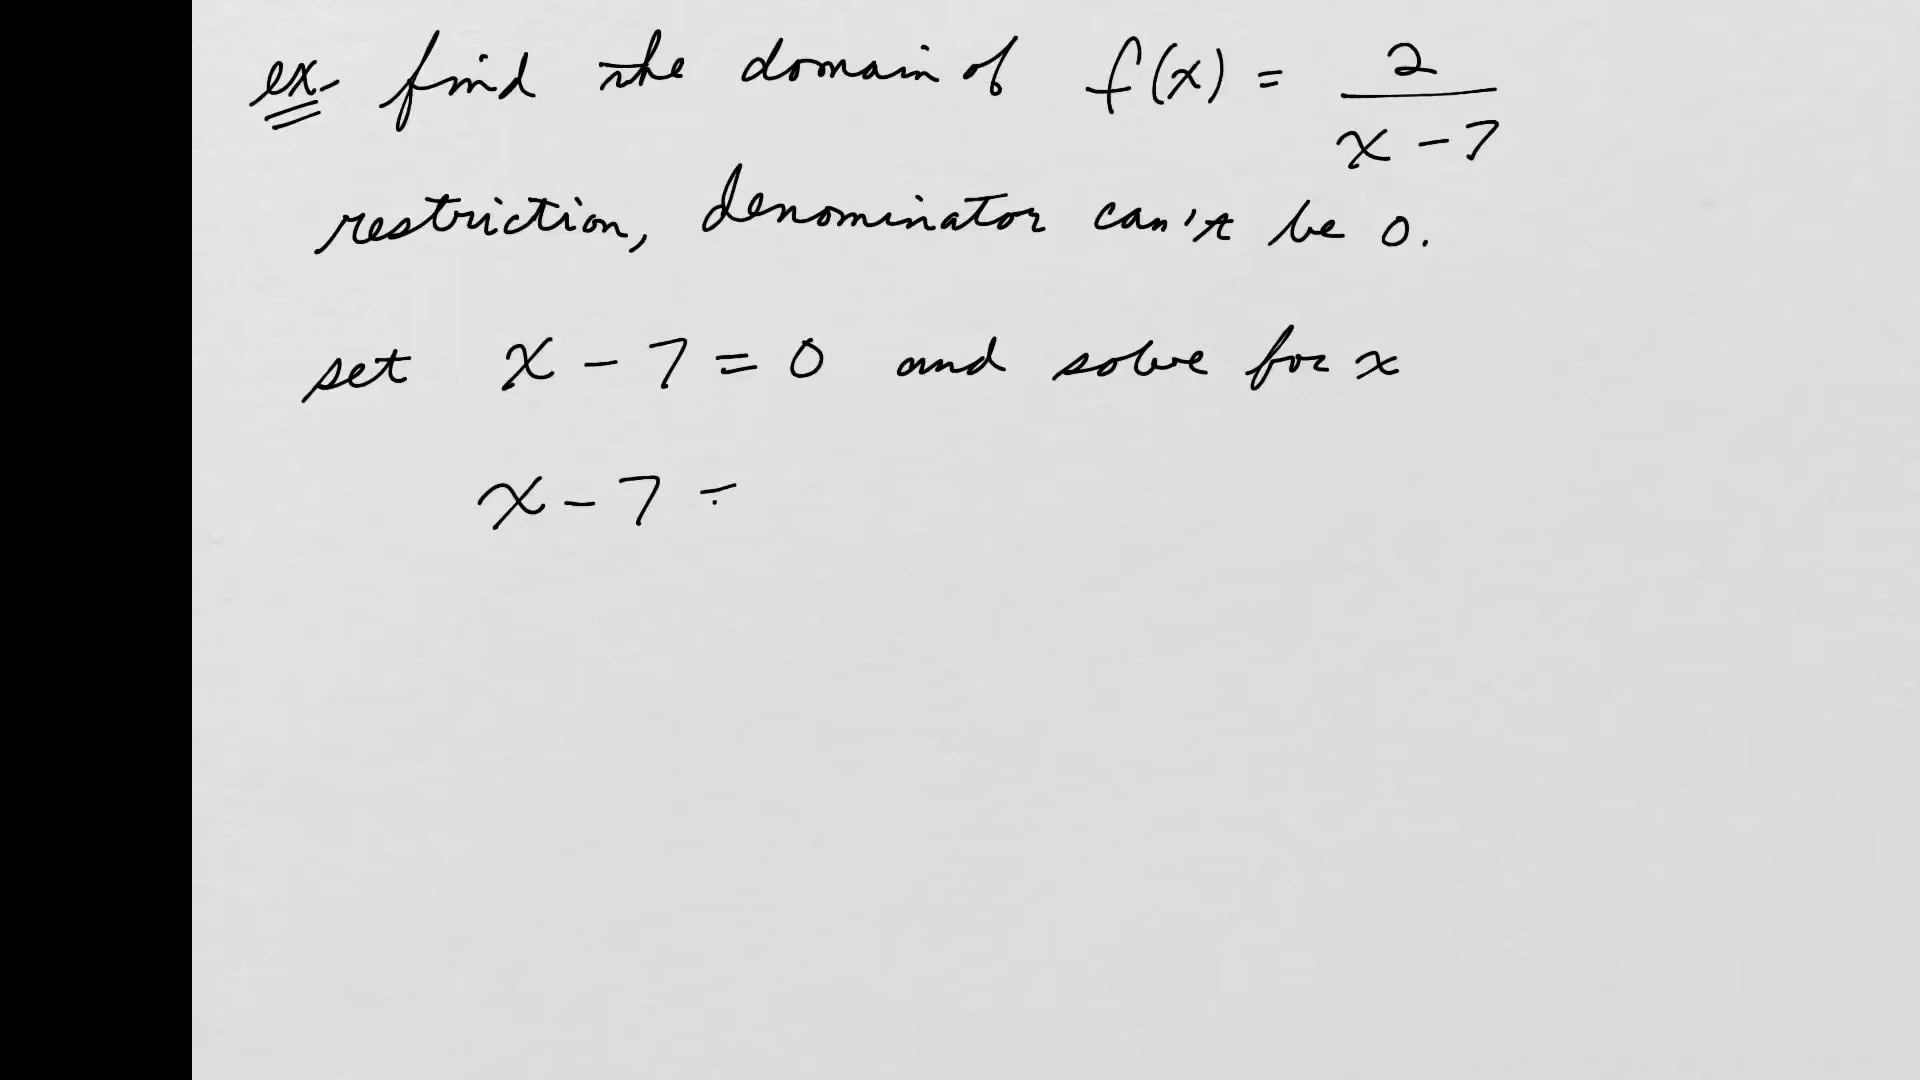 ex. find the domain of f(x) = 2/(x - 7)
restriction, denominator can't be 0.
set x - 7 = 0 and solve for x
x - 7 =